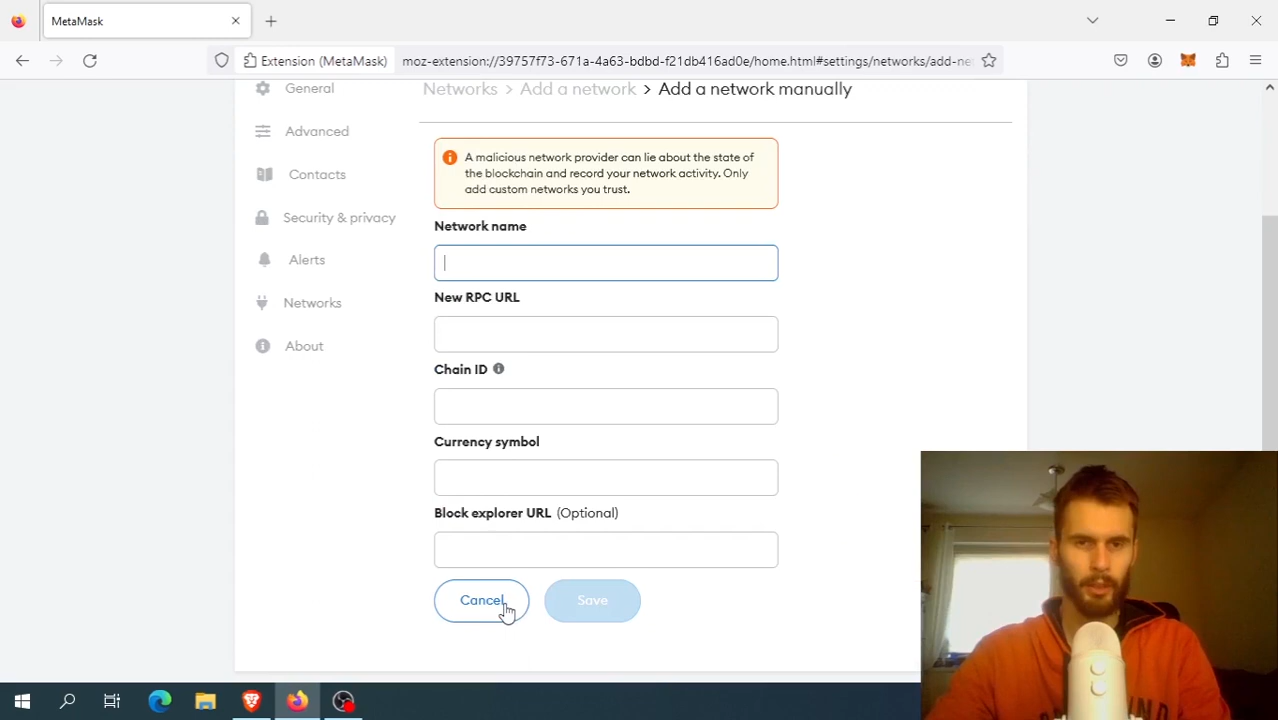 MetaMask
Extension (MetaMask)
moz-extension://39757f73-671a-4a63-bdbd-f21db416ad0e/home.html#settings/networks/add-ne
General
Networks > Add a network > Add a network manually
Advanced
Contacts
Security & privacy
Alerts
Networks
About
A malicious network provider can lie about the state of
the blockchain and record your network activity. Only
add custom networks you trust.
Network name
New RPC URL
Chain ID
Currency symbol
Block explorer URL (Optional)
Cancel
Save